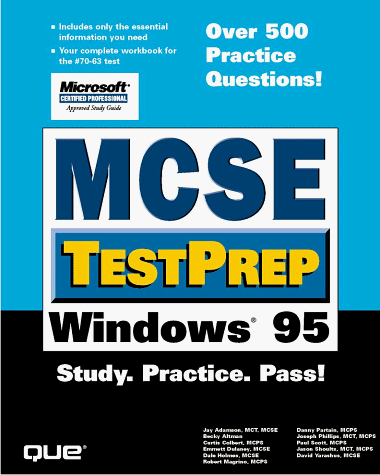 ▪ Includes only the essential
information you need
▪ Your complete workbook for
the #70-63 test
Over 500
Practice
Questions!
Microsoft®
CERTIFIED PROFESSIONAL
Approved Study Guide
MCSE
TESTPREP
Windows® 95
Study. Practice. Pass!
Jay Adamson, MCT, MCSE
Becky Altman
Curtis Colbert, MCPS
Emmett Dulaney, MCSE
Dale Holmes, MCSE
Robert Magrino, MCPS
Danny Partain, MCPS
Joseph Phillips, MCT, MCPS
Paul Scott, MCPS
Jason Shoults, MCT, MCPS
David Yarashus, MCSE
QUE®